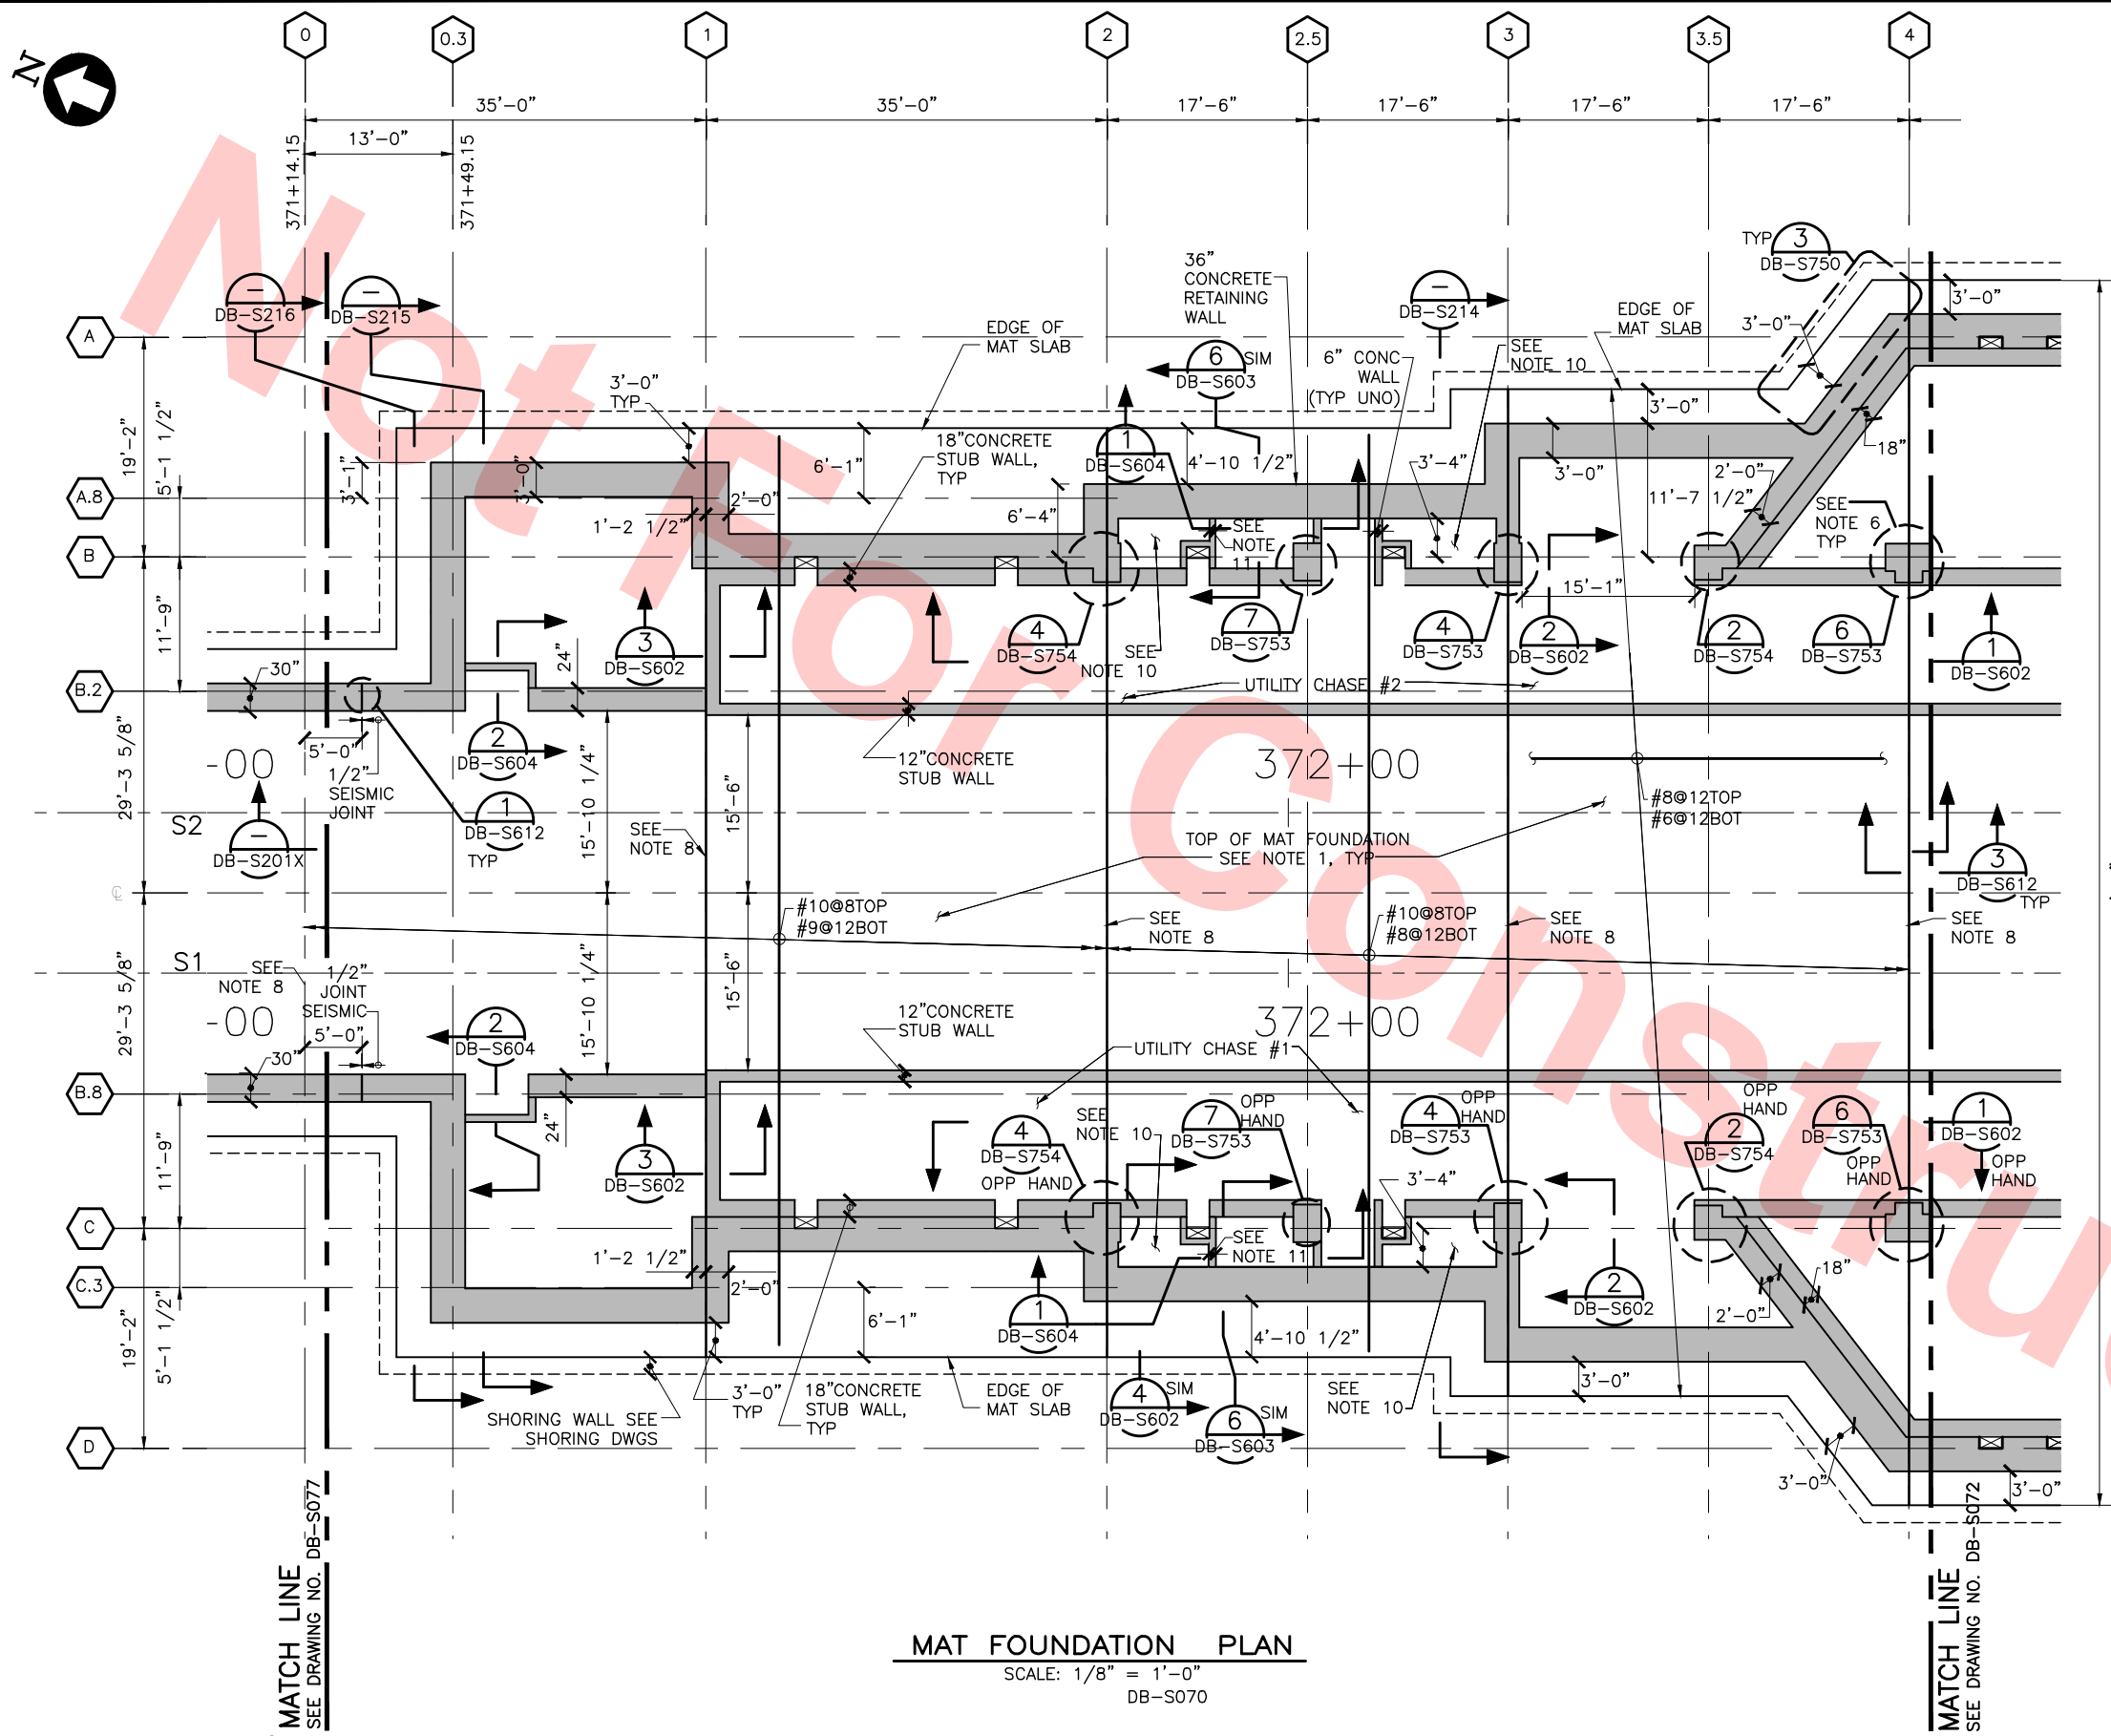 0
0.3
1
2
2.5
3
3.5
4
N
35'-0"
35'-0"
17'-6"
17'-6"
17'-6"
17'-6"
13'-0"
371+14.15
371+49.15
TYP
3
DB-S750
–
DB-S216
–
DB-S215
36"
CONCRETE
RETAINING
WALL
–
DB-S214
EDGE OF
MAT SLAB
3'-0"
3'-0"
A
EDGE OF
MAT SLAB
6
SIM
DB-S603
6" CONC
WALL
(TYP UNO)
SEE
NOTE 10
3'-0"
TYP
3'-0"
19'-2"
5'-1 1/2"
18"CONCRETE
STUB WALL,
TYP
1
DB-S604
4'-10 1/2"
3'-4"
3'-0"
18"
3'-1"
3'-0"
6'-1"
2'-0"
11'-7 1/2"
A.8
2'-0"
1'-2 1/2"
6'-4"
SEE
NOTE
11
SEE
NOTE 6
TYP
B
15'-1"
11'-9"
3
DB-S602
4
DB-S754
SEE
NOTE 10
7
DB-S753
4
DB-S753
2
DB-S602
2
DB-S754
6
DB-S753
1
DB-S602
24"
30"
B.2
UTILITY CHASE #2
5'-0"
2
DB-S604
29'-3 5/8"
-00
1/2"
SEISMIC
JOINT
15'-10 1/4"
15'-6"
12"CONCRETE
STUB WALL
372+00
#8@12TOP
#6@12BOT
S2
–
DB-S201X
1
DB-S612
TYP
SEE
NOTE 8
TOP OF MAT FOUNDATION
SEE NOTE 1, TYP
3
DB-S612
TYP
℄
#10@8TOP
#9@12BOT
SEE
NOTE 8
#10@8TOP
#8@12BOT
SEE
NOTE 8
SEE
NOTE 8
S1
SEE
NOTE 8
1/2"
JOINT
SEISMIC
29'-3 5/8"
15'-10 1/4"
15'-6"
-00
5'-0"
30"
2
DB-S604
12"CONCRETE
STUB WALL
372+00
UTILITY CHASE #1
B.8
24"
11'-9"
3
DB-S602
4
DB-S754
OPP HAND
SEE
NOTE 10
7
DB-S753
OPP
HAND
4
DB-S753
OPP
HAND
3'-4"
OPP
HAND
2
DB-S754
6
DB-S753
OPP
HAND
1
DB-S602
OPP
HAND
C
1'-2 1/2"
2'-0"
SEE
NOTE 11
2
DB-S602
18"
2'-0"
C.3
19'-2"
5'-1 1/2"
6'-1"
1
DB-S604
4'-10 1/2"
3'-0"
TYP
18"CONCRETE
STUB WALL,
TYP
EDGE OF
MAT SLAB
4
SIM
DB-S602
6
SIM
DB-S603
SEE
NOTE 10
3'-0"
SHORING WALL SEE
SHORING DWGS
D
3'-0"
3'-0"
MATCH LINE
SEE DRAWING NO. DB-S077
MATCH LINE
SEE DRAWING NO. DB-S072
MAT FOUNDATION PLAN
SCALE: 1/8" = 1'-0"
DB-S070
Not For Constru